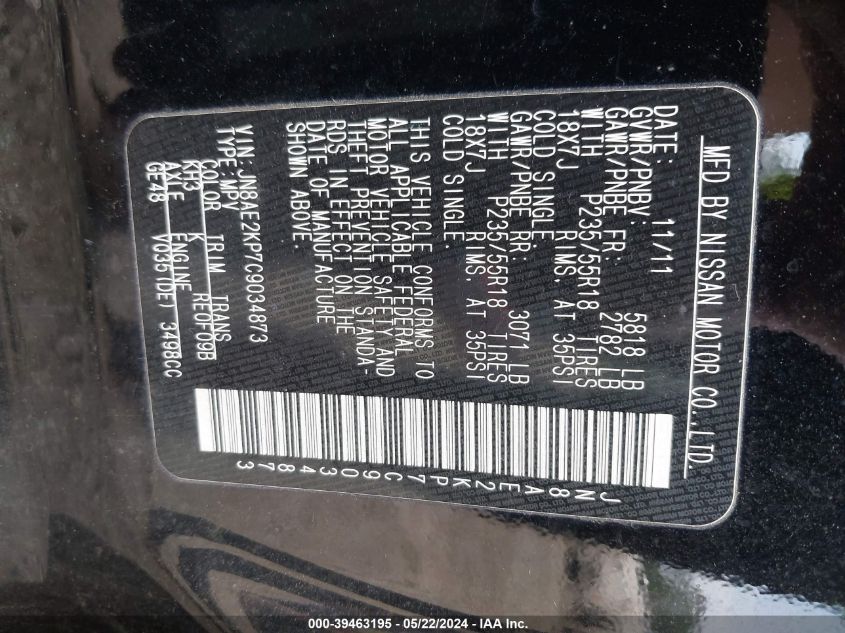 MFD BY NISSAN MOTOR CO.,LTD.
DATE: 11/11
GVWR/PNBV: 5818 LB
GAWR/PNBE FR: 2782 LB
WITH P235/55R18 TIRES
18X7J RIMS, AT 35PSI
COLD SINGLE.
GAWR/PNBE RR: 3071 LB
WITH P235/55R18 TIRES
18X7J RIMS, AT 35PSI
COLD SINGLE.
THIS VEHICLE CONFORMS TO
ALL APPLICABLE FEDERAL
MOTOR VEHICLE SAFETY AND
THEFT PREVENTION STANDA-
RDS IN EFFECT ON THE
DATE OF MANUFACTURE
SHOWN ABOVE.
V.I.N: JN8AE2KP7C9034873
TYPE:MPV
COLOR TRIM TRANS
KH3 K RE0F09B
AXLE ENGINE
GE48 V035(DE) 3498CC
JN8AE2KP7C9034873
000-39463195 - 05/22/2024 - IAA Inc.